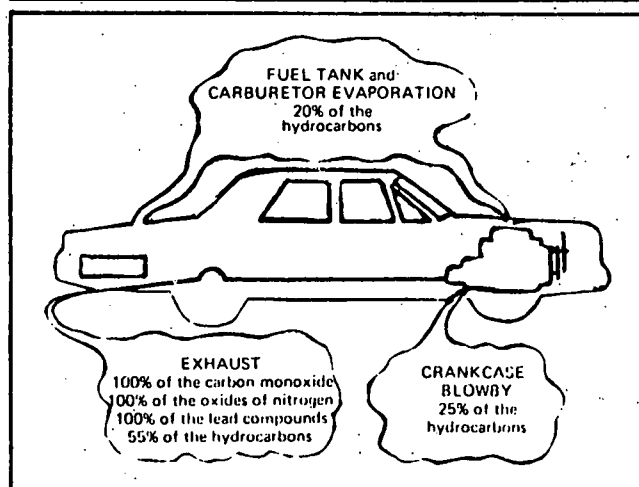 FUEL TANK and
CARBURETOR EVAPORATION
20% of the
hydrocarbons
EXHAUST
100% of the carbon monoxide
100% of the oxides of nitrogen
100% of the lead compounds
55% of the hydrocarbons
CRANKCASE
BLOWBY
25% of the
hydrocarbons